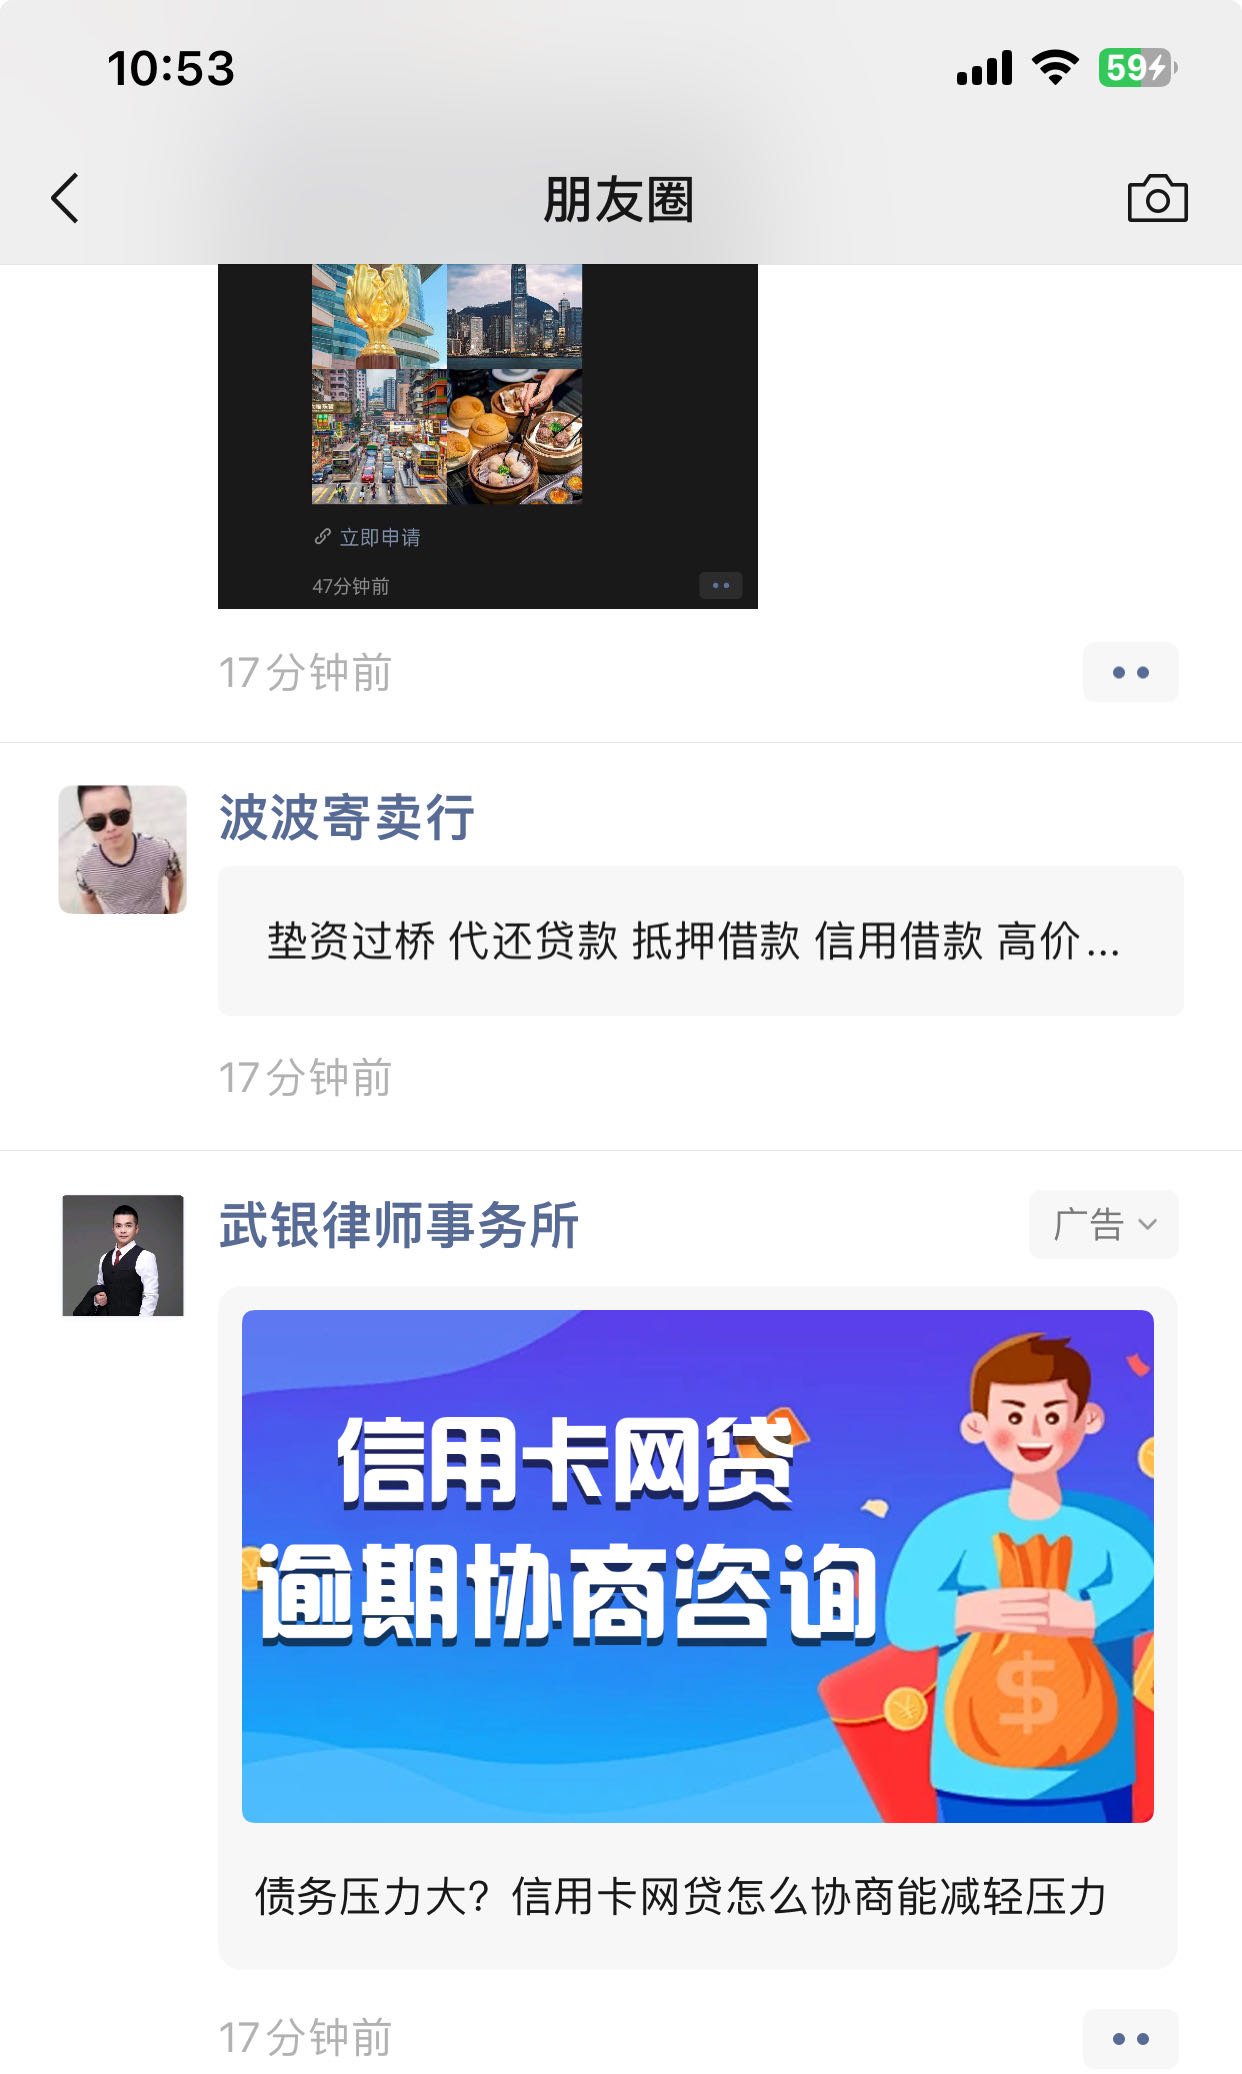 10:53
59
朋友圈
立即申请
47分钟前
17分钟前
波波寄卖行
垫资过桥 代还贷款 抵押借款 信用借款 高价...
17分钟前
武银律师事务所
广告
信用卡网贷
逾期协商咨询
$
债务压力大？信用卡网贷怎么协商能减轻压力
17分钟前